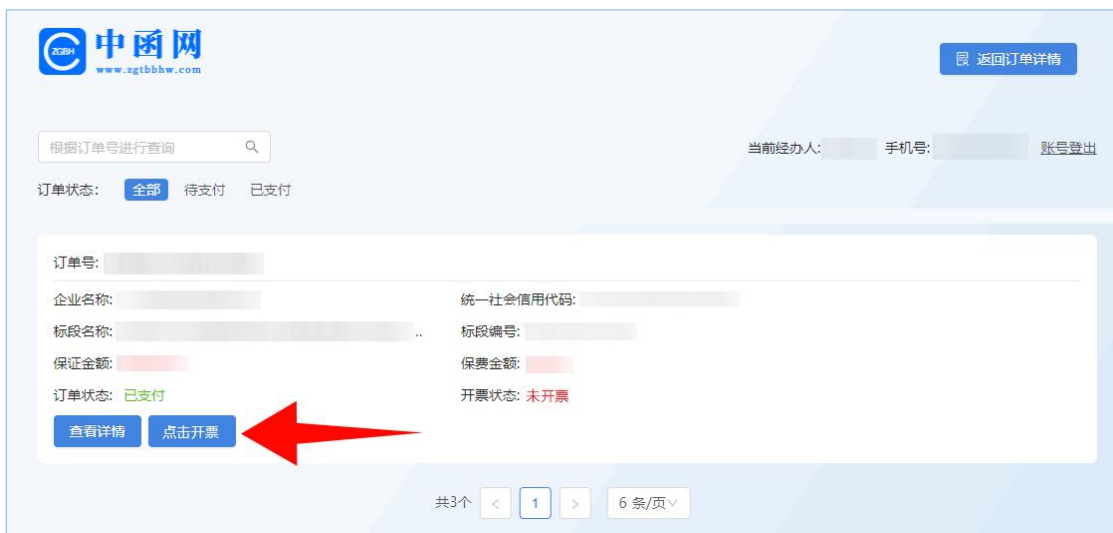 ZGBH
中函网
www.zgtbbhw.com
返回订单详情
根据订单号进行查询
当前经办人: 手机号: 账号登出
订单状态: 全部 待支付 已支付
订单号:
企业名称: 统一社会信用代码:
标段名称: .. 标段编号:
保证金额: 保费金额:
订单状态: 已支付 开票状态: 未开票
查看详情 点击开票
共3个 < 1 > 6 条/页